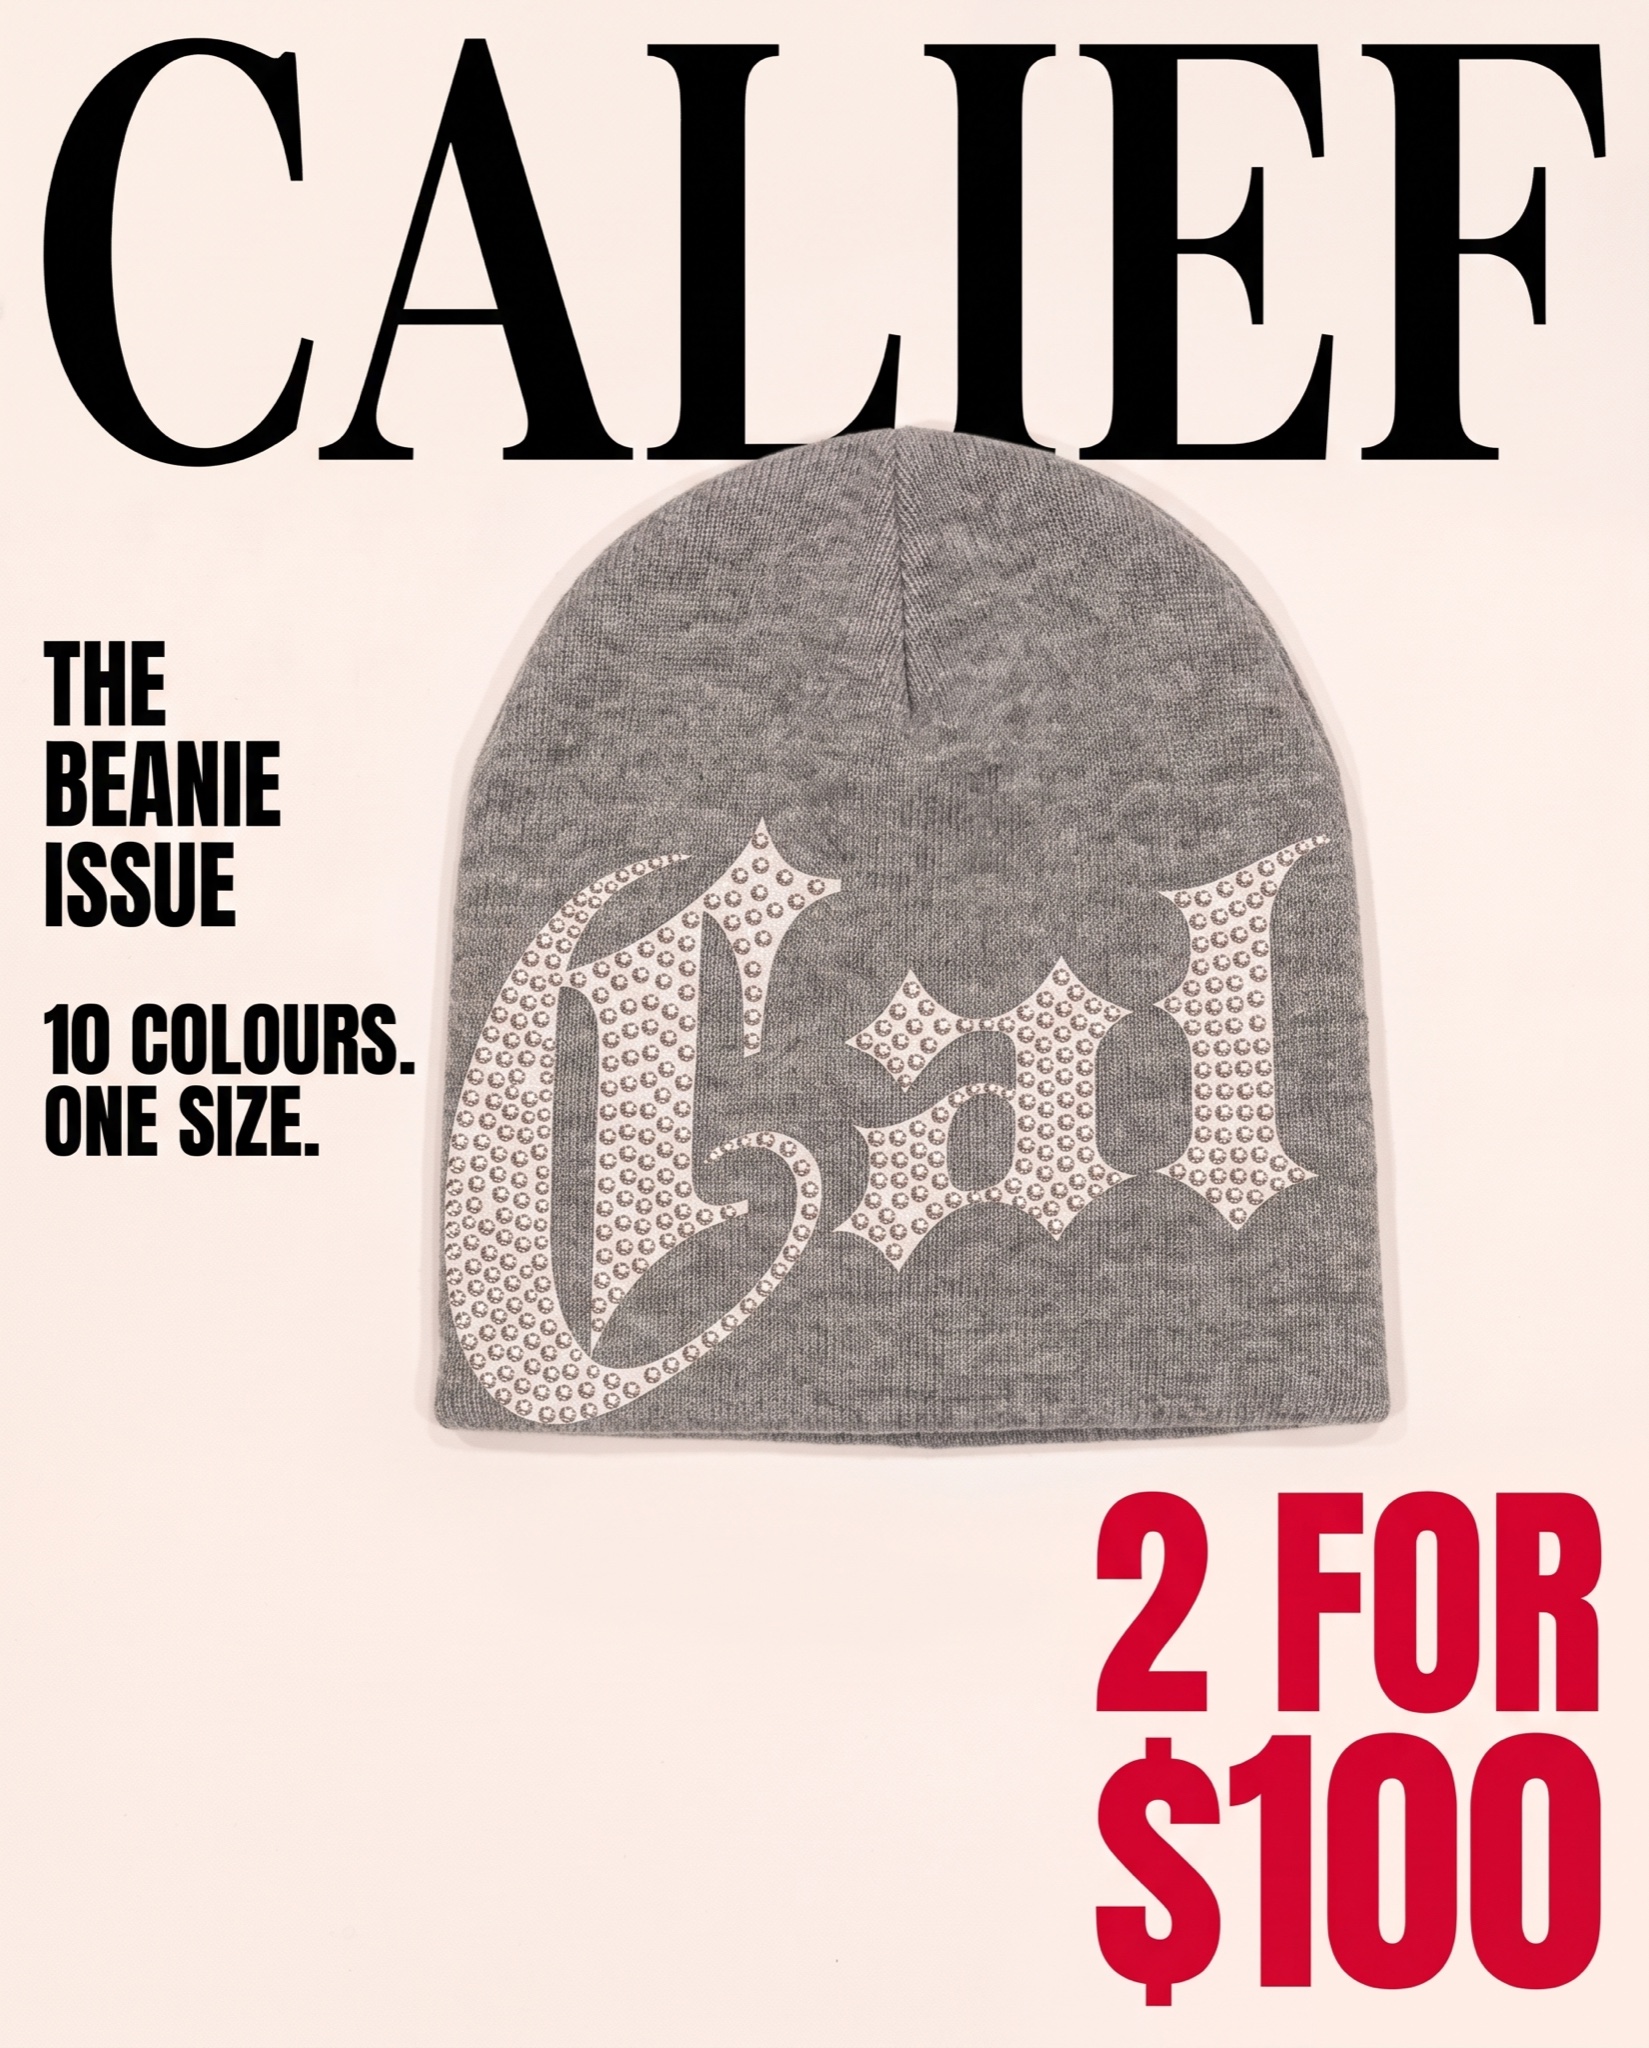 CALIEF
THE
BEANIE
ISSUE
10 COLOURS.
ONE SIZE.
Cal
2 FOR
$100